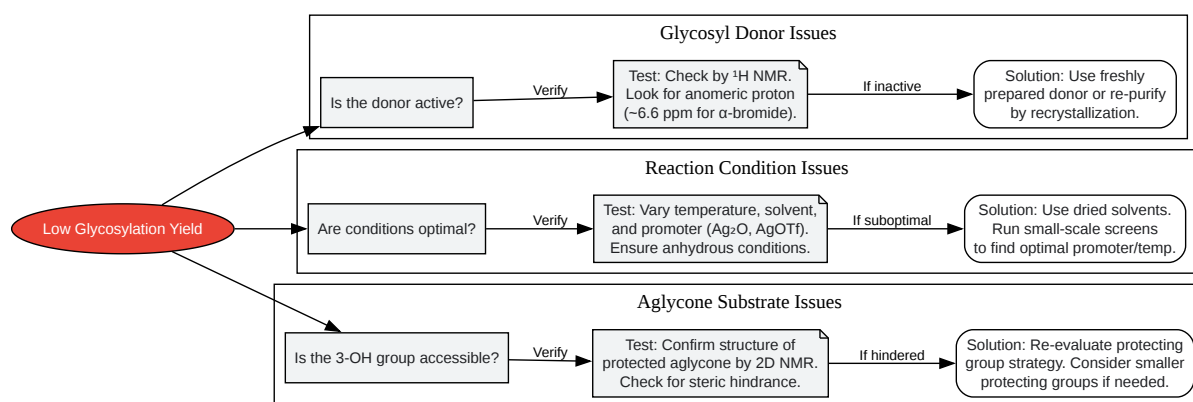 Glycosyl Donor Issues
Is the donor active?
Verify
Test: Check by ¹H NMR.
Look for anomeric proton
(~6.6 ppm for α-bromide).
If inactive
Solution: Use freshly
prepared donor or re-purify
by recrystallization.
Low Glycosylation Yield
Reaction Condition Issues
Are conditions optimal?
Verify
Test: Vary temperature, solvent,
and promoter (Ag₂O, AgOTf).
Ensure anhydrous conditions.
If suboptimal
Solution: Use dried solvents.
Run small-scale screens
to find optimal promoter/temp.
Aglycone Substrate Issues
Is the 3-OH group accessible?
Verify
Test: Confirm structure of
protected aglycone by 2D NMR.
Check for steric hindrance.
If hindered
Solution: Re-evaluate protecting
group strategy. Consider smaller
protecting groups if needed.